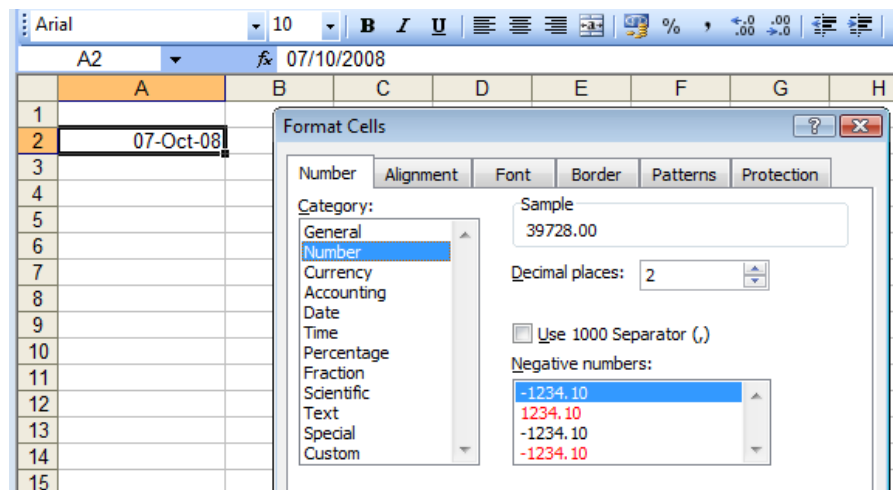 Arial 10 B I U % , .00 .00
A2 fx 07/10/2008
A B C D E F G H
1
2 07-Oct-08
3
4
5
6
7
8
9
10
11
12
13
14
15
Format Cells
Number Alignment Font Border Patterns Protection
Category:
General
Number
Currency
Accounting
Date
Time
Percentage
Fraction
Scientific
Text
Special
Custom
Sample
39728.00
Decimal places: 2
Use 1000 Separator (,)
Negative numbers:
-1234.10
1234.10
-1234.10
-1234.10